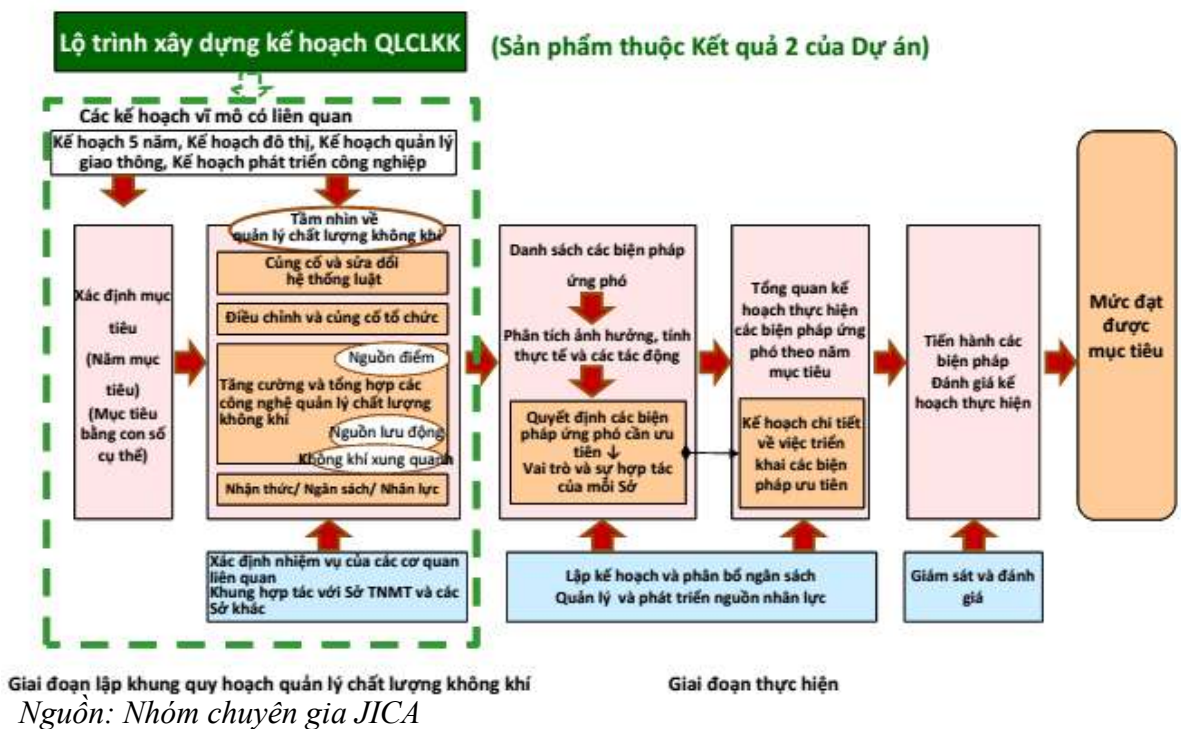 Lộ trình xây dựng kế hoạch QLCLKK
(Sản phẩm thuộc Kết quả 2 của Dự án)
Các kế hoạch vĩ mô có liên quan
Kế hoạch 5 năm, Kế hoạch đô thị, Kế hoạch quản lý
giao thông, Kế hoạch phát triển công nghiệp
Xác định mục
tiêu
(Năm mục
tiêu)
(Mục tiêu
bằng con số
cụ thể)
Tầm nhìn về
quản lý chất lượng không khí
Củng cố và sửa dổi
hệ thống luật
Điều chỉnh và củng cố tổ chức
Nguồn điểm
Tăng cường và tổng hợp các
công nghệ quản lý chất lượng
không khí
Nguồn lưu động
Không khí xung quanh
Nhận thức/ Ngân sách/ Nhân lực
Xác định nhiệm vụ của các cơ quan
liên quan
Khung hợp tác với Sở TNMT và các
Sở khác
Danh sách các biện pháp
ứng phó
Phân tích ảnh hưởng, tính
thực tế và các tác động
Quyết định các biện
pháp ứng phó cần ưu
tiên ↓
Vai trò và sự hợp tác
của mỗi Sở
Tổng quan kế
hoạch thực hiện
các biện pháp ứng
phó theo năm
mục tiêu
Kế hoạch chi tiết
về việc triển
khai các biện
pháp ưu tiên
Lập kế hoạch và phân bổ ngân sách
Quản lý và phát triển nguồn nhân lực
Tiến hành các
biện pháp
Đánh giá kế
hoạch thực hiện
Giám sát và đánh
giá
Mức đạt
được
mục tiêu
Giai đoạn lập khung quy hoạch quản lý chất lượng không khí
Giai đoạn thực hiện
Nguồn: Nhóm chuyên gia JICA